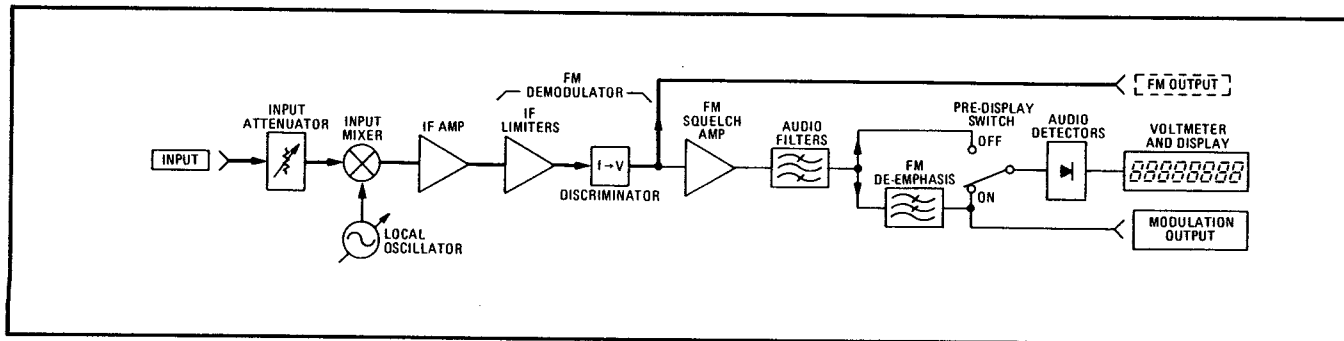 FM
DEMODULATOR
FM OUTPUT
INPUT
ATTENUATOR
INPUT
MIXER
IF AMP
IF
LIMITERS
FM
SQUELCH
AMP
AUDIO
FILTERS
PRE-DISPLAY
SWITCH
OFF
AUDIO
DETECTORS
VOLTMETER
AND DISPLAY
INPUT
f→V
DISCRIMINATOR
FM
DE-EMPHASIS
ON
88888888
LOCAL
OSCILLATOR
MODULATION
OUTPUT